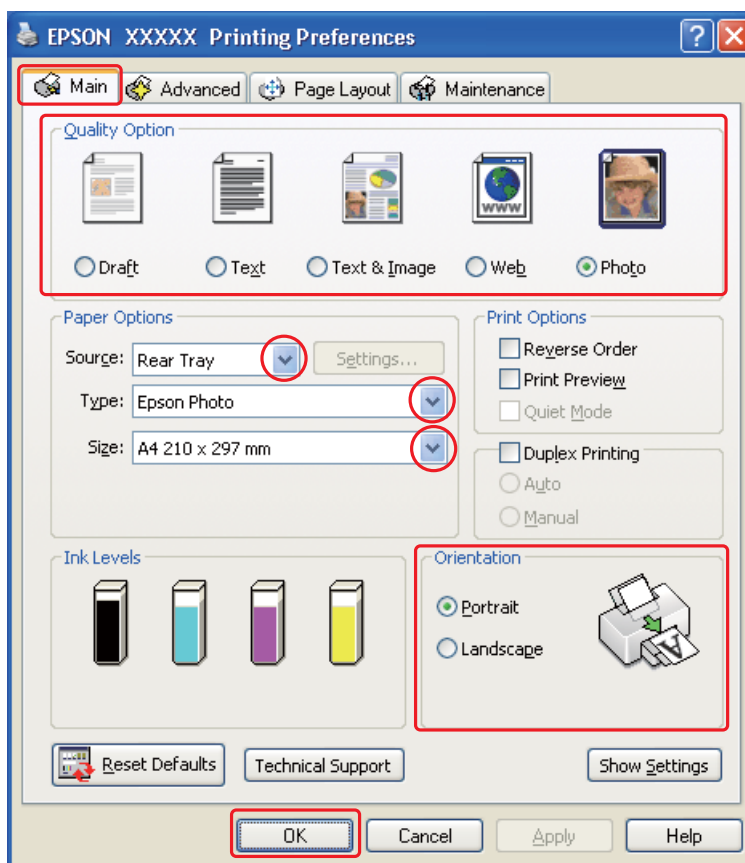 EPSON XXXXX Printing Preferences
Main
Advanced
Page Layout
Maintenance
Quality Option
WWW
Draft
Text
Text & Image
Web
Photo
Paper Options
Source: Rear Tray
Settings...
Type: Epson Photo
Size: A4 210 x 297 mm
Print Options
Reverse Order
Print Preview
Quiet Mode
Duplex Printing
Auto
Manual
Ink Levels
Orientation
Portrait
Landscape
A
Reset Defaults
Technical Support
Show Settings
OK
Cancel
Apply
Help